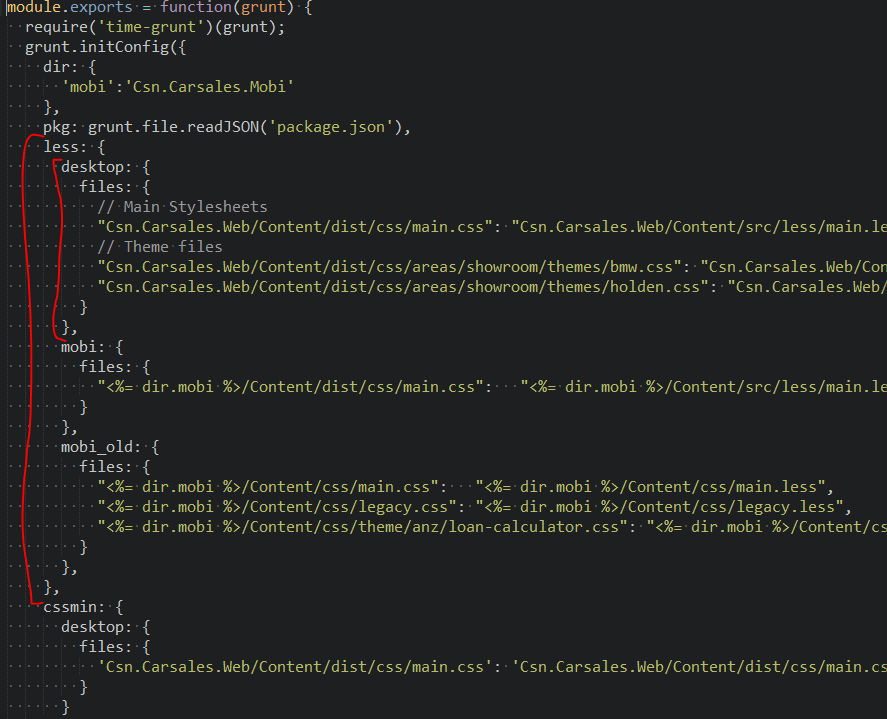 module.exports = function(grunt) {
  require('time-grunt')(grunt);
  grunt.initConfig({
    dir: {
      'mobi':'Csn.Carsales.Mobi'
    },
    pkg: grunt.file.readJSON('package.json'),
    less: {
      desktop: {
        files: {
          // Main Stylesheets
          "Csn.Carsales.Web/Content/dist/css/main.css": "Csn.Carsales.Web/Content/src/less/main.le
          // Theme files
          "Csn.Carsales.Web/Content/dist/css/areas/showroom/themes/bmw.css": "Csn.Carsales.Web/Con
          "Csn.Carsales.Web/Content/dist/css/areas/showroom/themes/holden.css": "Csn.Carsales.Web/
        }
      },
      mobi: {
        files: {
          "<%= dir.mobi %>/Content/dist/css/main.css":   "<%= dir.mobi %>/Content/src/less/main.le
        }
      },
      mobi_old: {
        files: {
          "<%= dir.mobi %>/Content/css/main.css":   "<%= dir.mobi %>/Content/css/main.less",
          "<%= dir.mobi %>/Content/css/legacy.css": "<%= dir.mobi %>/Content/css/legacy.less",
          "<%= dir.mobi %>/Content/css/theme/anz/loan-calculator.css": "<%= dir.mobi %>/Content/cs
        }
      },
    },
    cssmin: {
      desktop: {
        files: {
          'Csn.Carsales.Web/Content/dist/css/main.css': 'Csn.Carsales.Web/Content/dist/css/main.cs
        }
      }